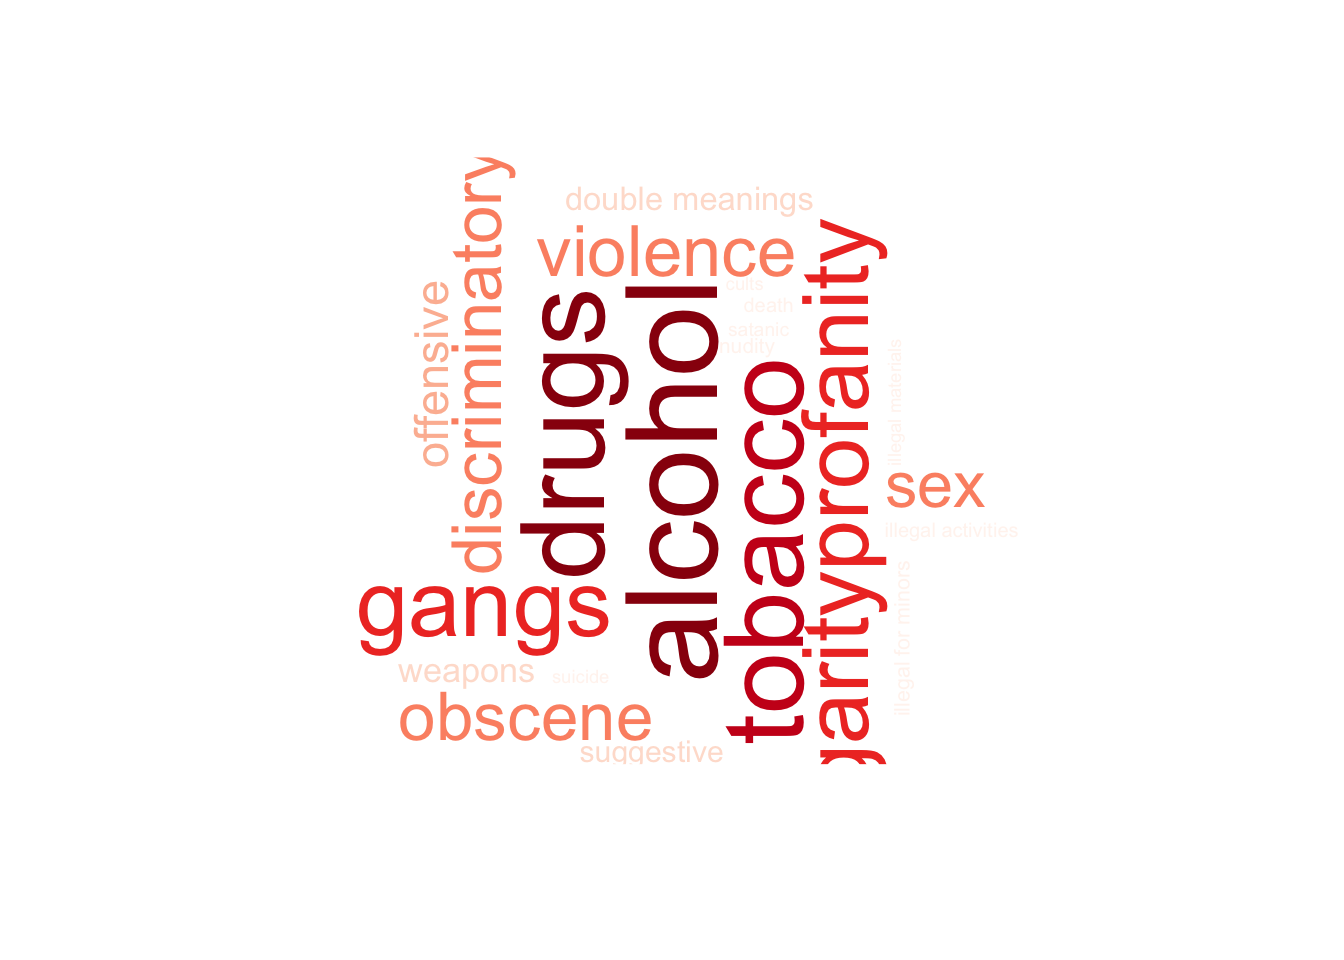 double meanings
violence
discriminatory
offensive
drugs
alcohol
cults
death
satanic
nudity
tobacco
garityprofanity
illegal materials
sex
illegal activities
illegal for minors
gangs
weapons
suicide
obscene
suggestive